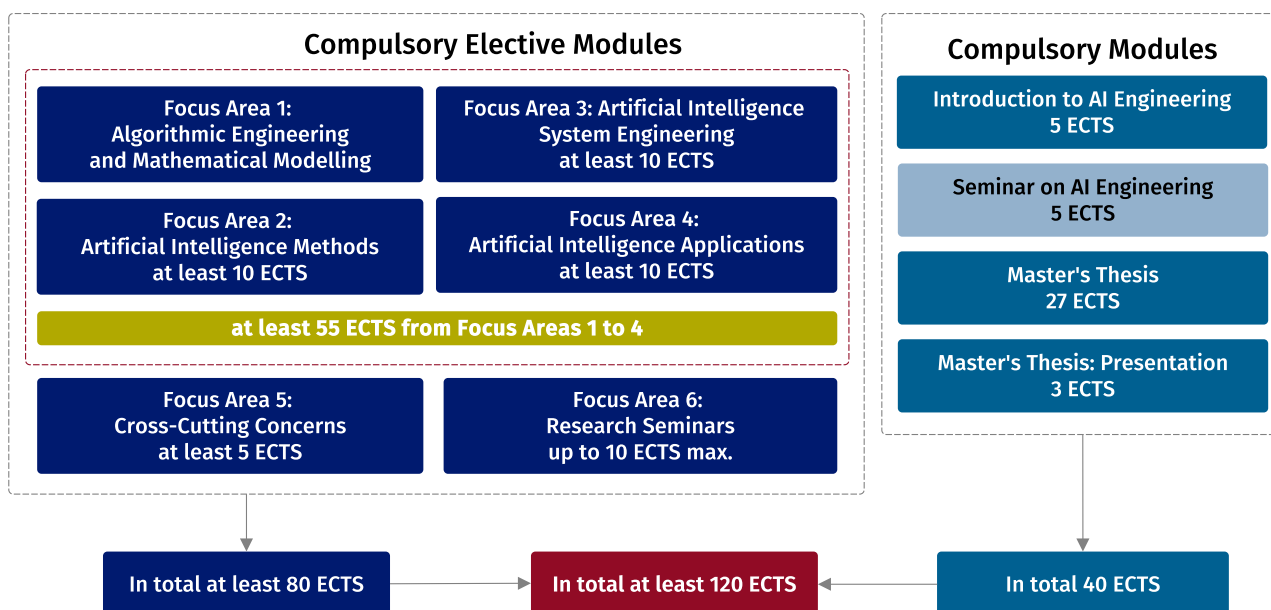 Compulsory Elective Modules
Focus Area 1:
Algorithmic Engineering
and Mathematical Modelling
Focus Area 3: Artificial Intelligence
System Engineering
at least 10 ECTS
Focus Area 2:
Artificial Intelligence Methods
at least 10 ECTS
Focus Area 4:
Artificial Intelligence Applications
at least 10 ECTS
at least 55 ECTS from Focus Areas 1 to 4
Focus Area 5:
Cross-Cutting Concerns
at least 5 ECTS
Focus Area 6:
Research Seminars
up to 10 ECTS max.
Compulsory Modules
Introduction to AI Engineering
5 ECTS
Seminar on AI Engineering
5 ECTS
Master's Thesis
27 ECTS
Master's Thesis: Presentation
3 ECTS
In total at least 80 ECTS
In total at least 120 ECTS
In total 40 ECTS